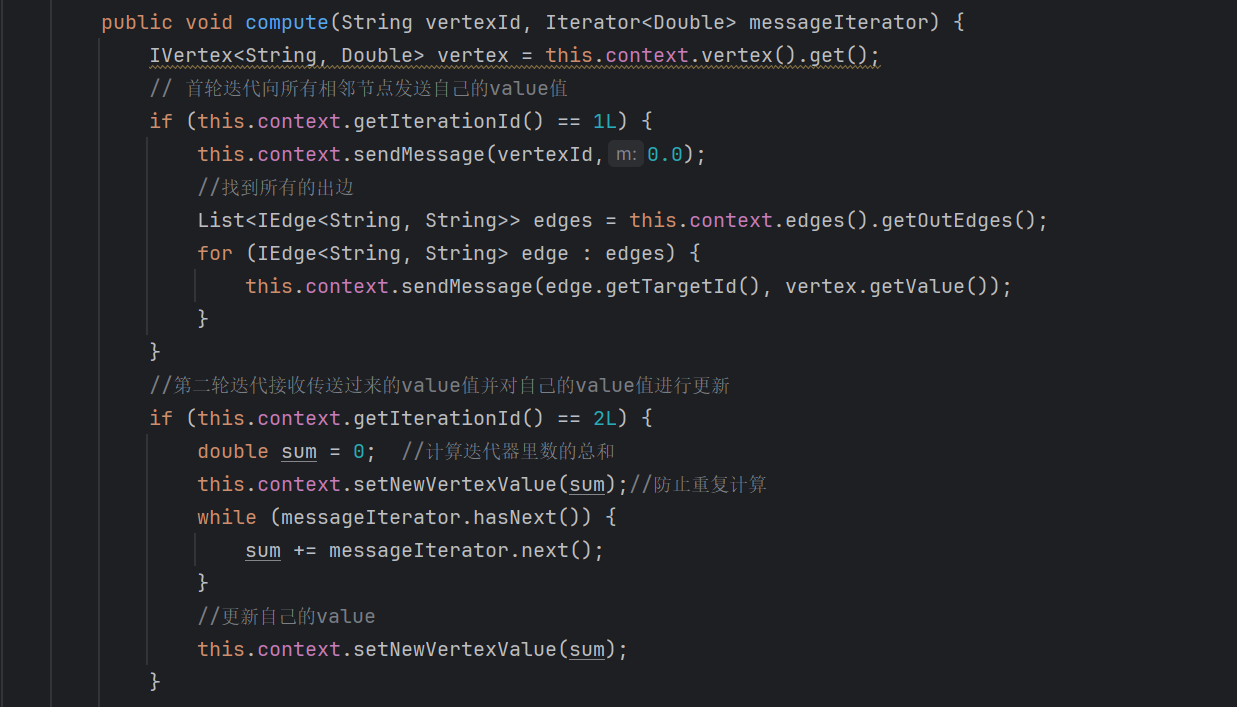 public void compute(String vertexId, Iterator<Double> messageIterator) {
IVertex<String, Double> vertex = this.context.vertex().get();
// 首轮迭代向所有相邻节点发送自己的value值
if (this.context.getIterationId() == 1L) {
this.context.sendMessage(vertexId, m: 0.0);
//找到所有的出边
List<IEdge<String, String>> edges = this.context.edges().getOutEdges();
for (IEdge<String, String> edge : edges) {
this.context.sendMessage(edge.getTargetId(), vertex.getValue());
}
}
//第二轮迭代接收传送过来的value值并对自己的value值进行更新
if (this.context.getIterationId() == 2L) {
double sum = 0;  //计算迭代器里数的总和
this.context.setNewVertexValue(sum);//防止重复计算
while (messageIterator.hasNext()) {
sum += messageIterator.next();
}
//更新自己的value
this.context.setNewVertexValue(sum);
}